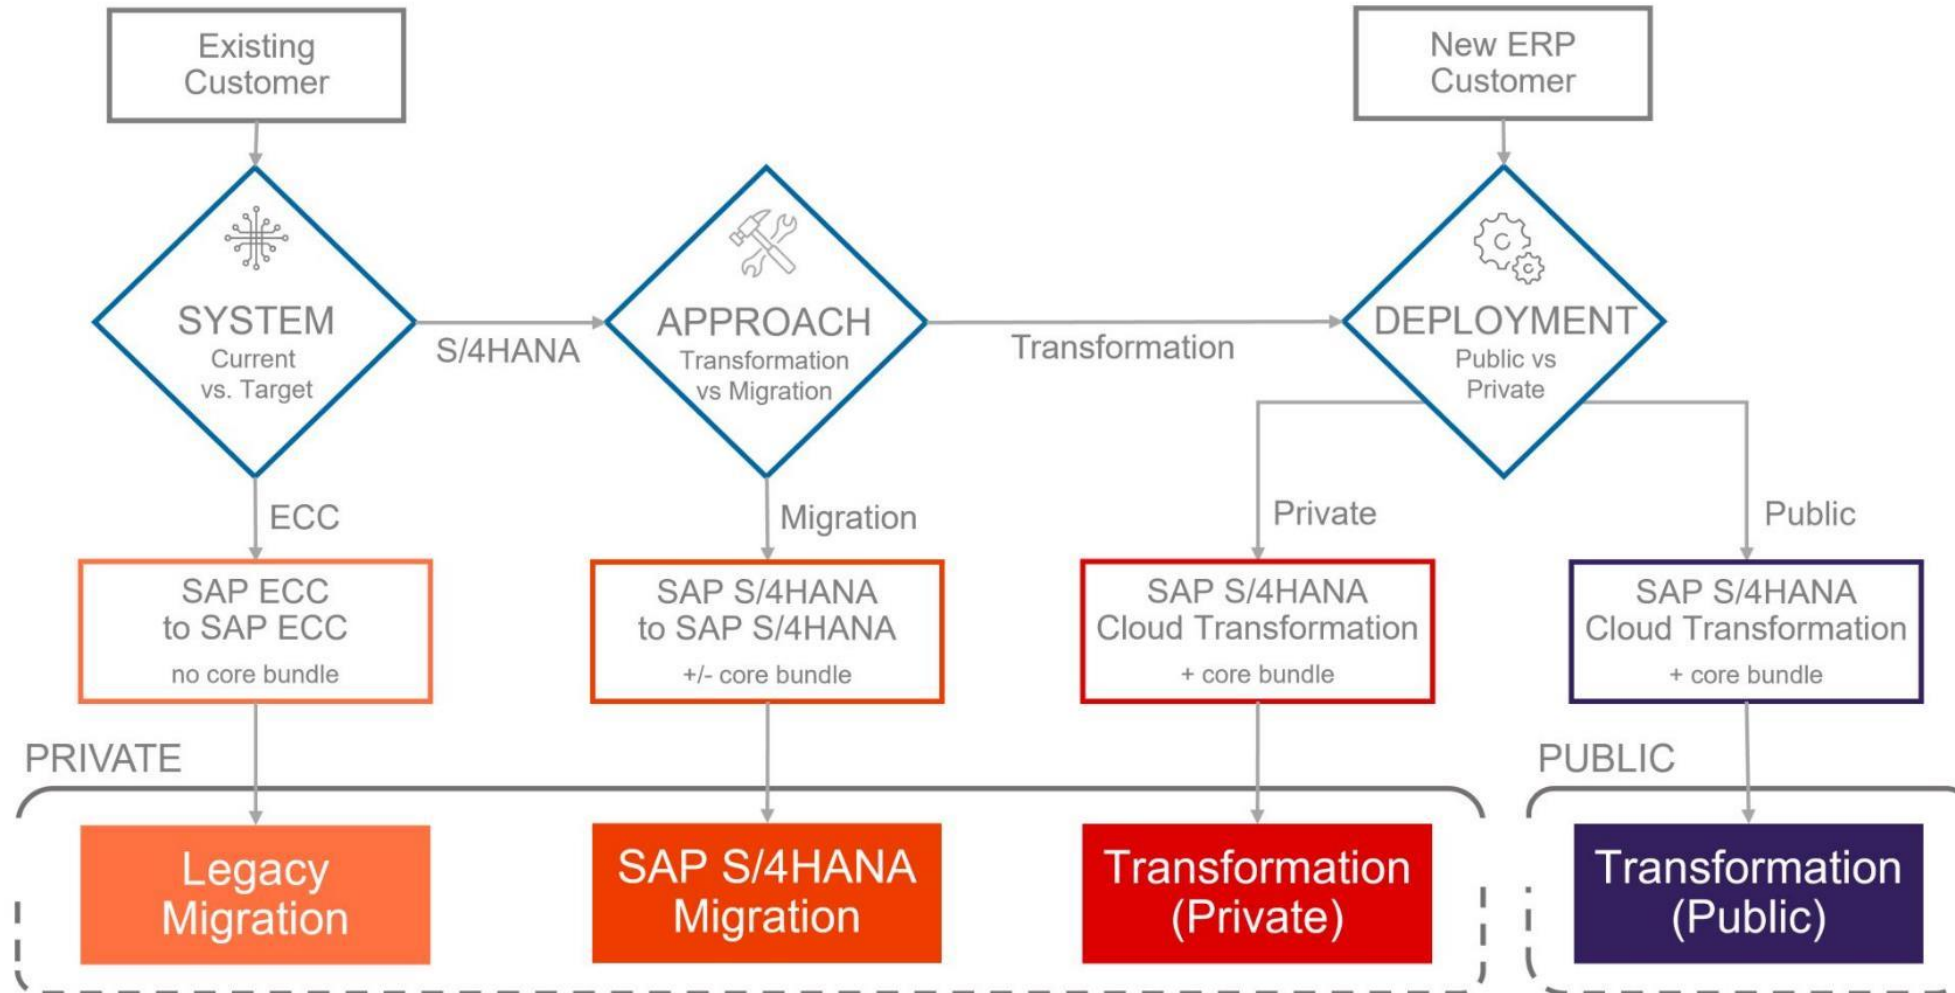 Existing
Customer
New ERP
Customer
SYSTEM
Current
vs. Target
S/4HANA
APPROACH
Transformation
vs Migration
Transformation
DEPLOYMENT
Public vs
Private
ECC
Migration
Private
Public
SAP ECC
to SAP ECC
no core bundle
SAP S/4HANA
to SAP S/4HANA
+/- core bundle
SAP S/4HANA
Cloud Transformation
+ core bundle
SAP S/4HANA
Cloud Transformation
+ core bundle
PRIVATE
PUBLIC
Legacy
Migration
SAP S/4HANA
Migration
Transformation
(Private)
Transformation
(Public)